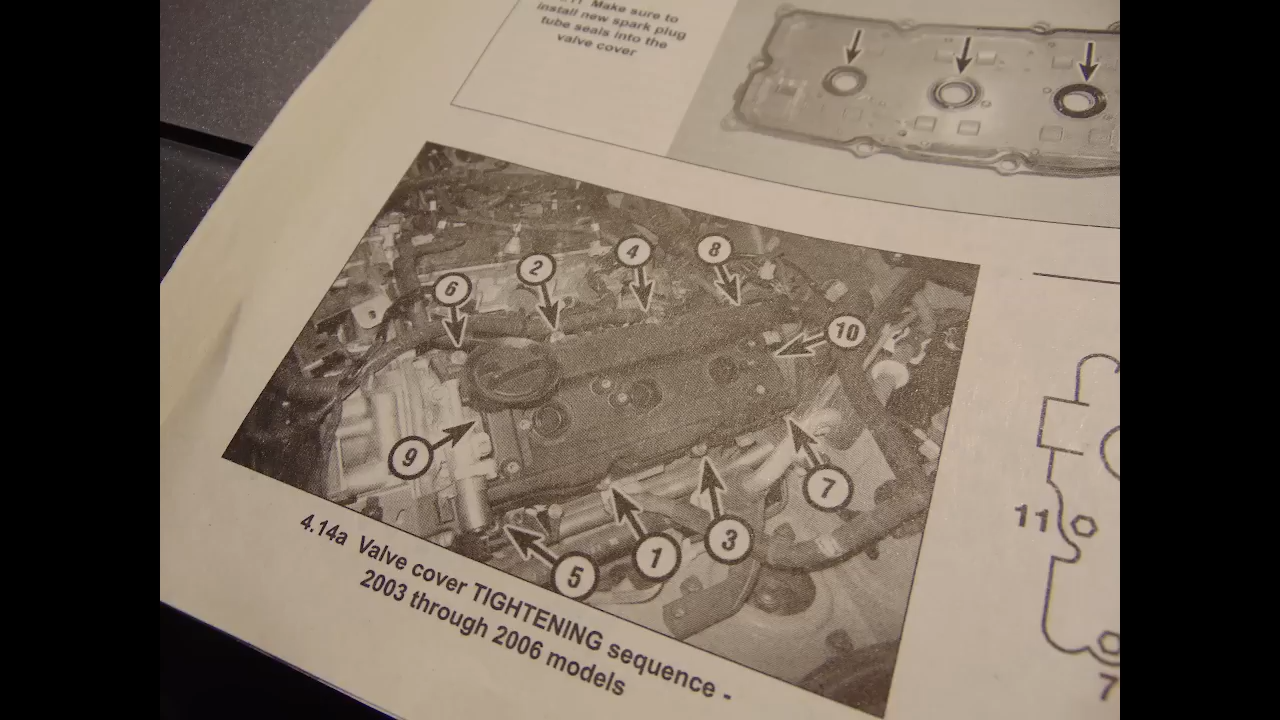 Make sure to
install new spark plug
tube seals into the
valve cover
6
2
4
8
10
9
5
1
3
7
4.14a Valve cover TIGHTENING sequence -
2003 through 2006 models
11
7